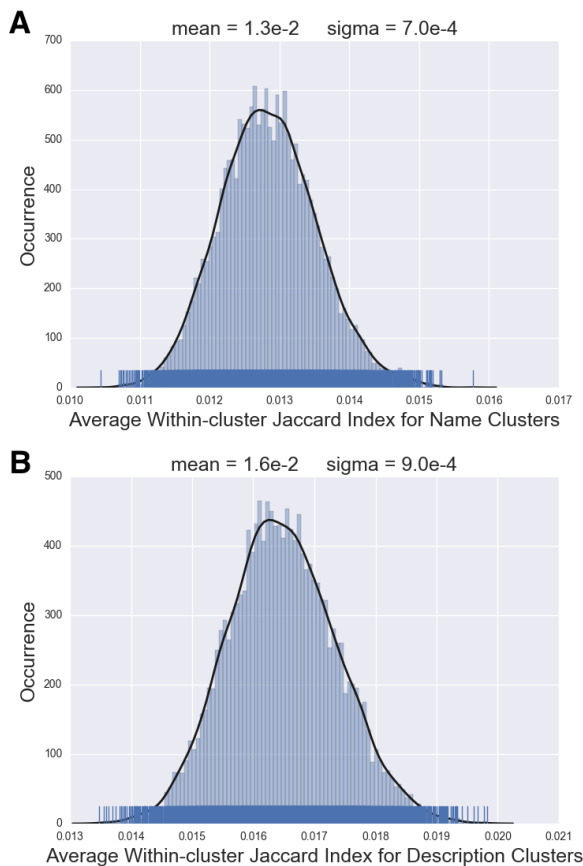 A
mean = 1.3e-2 sigma = 7.0e-4
700
600
500
400
300
200
100
0
Occurrence
0.010 0.011 0.012 0.013 0.014 0.015 0.016 0.017
Average Within-cluster Jaccard Index for Name Clusters
B
mean = 1.6e-2 sigma = 9.0e-4
500
400
300
200
100
0
Occurrence
0.013 0.014 0.015 0.016 0.017 0.018 0.019 0.020 0.021
Average Within-cluster Jaccard Index for Description Clusters